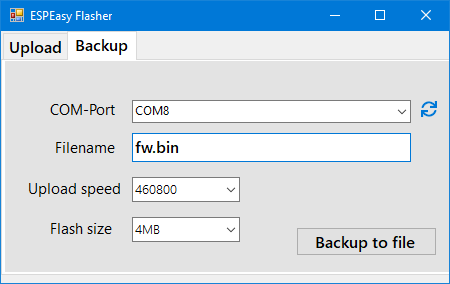 ESPEasy Flasher
Upload Backup
COM-Port COM8
Filename fw.bin
Upload speed 460800
Flash size 4MB
Backup to file